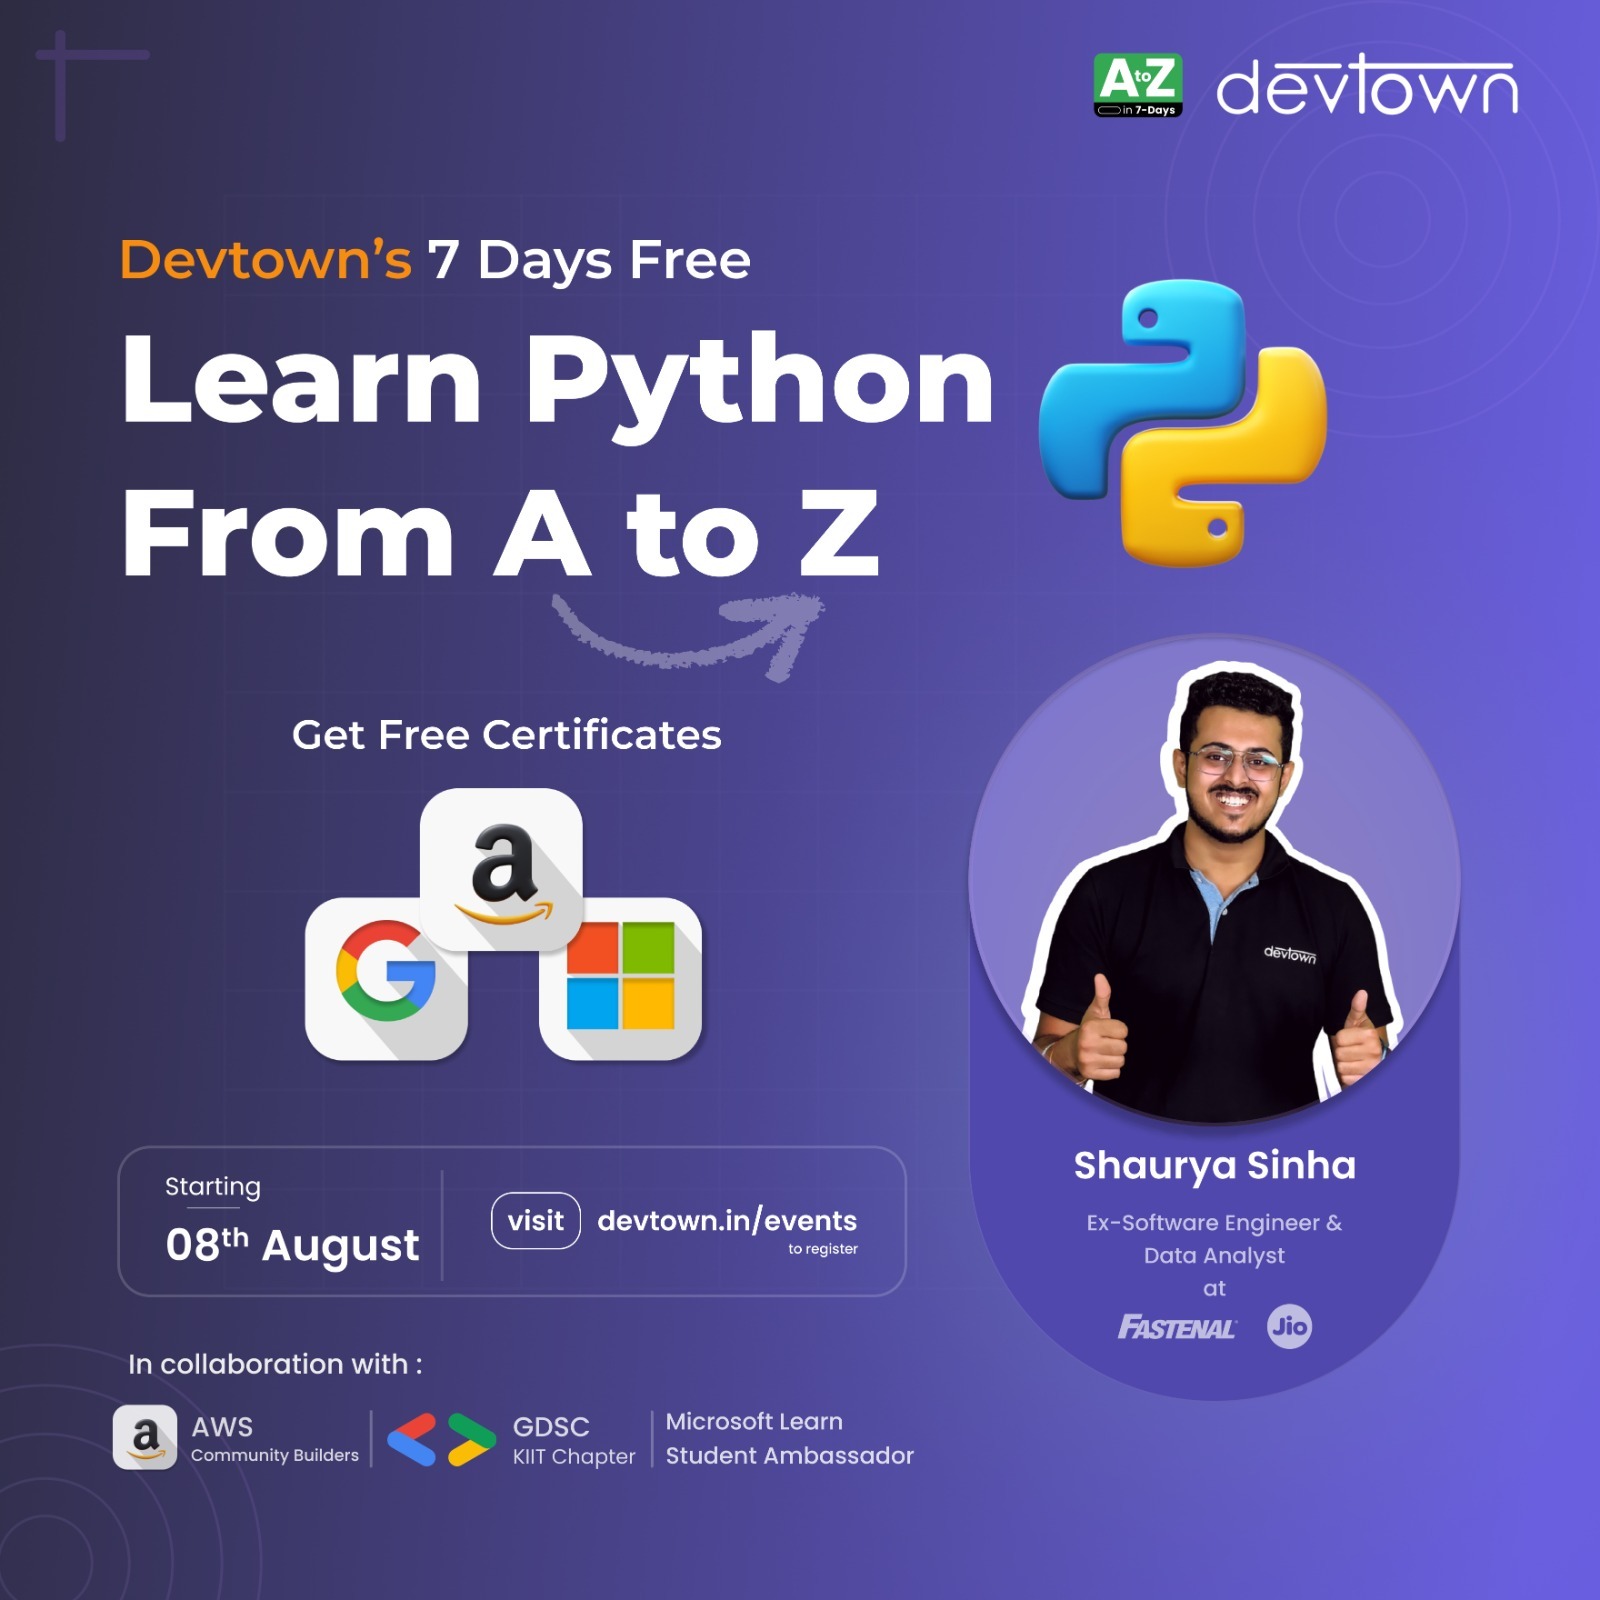 AtoZ
in 7-Days
devtown
Devtown's 7 Days Free
Learn Python
From A to Z
Get Free Certificates
a
G
devtown
Starting
08th August
visit devtown.in/events
to register
Shaurya Sinha
Ex-Software Engineer &
Data Analyst
at
FASTENAL Jio
In collaboration with :
a AWS
Community Builders
GDSC
KIIT Chapter
Microsoft Learn
Student Ambassador